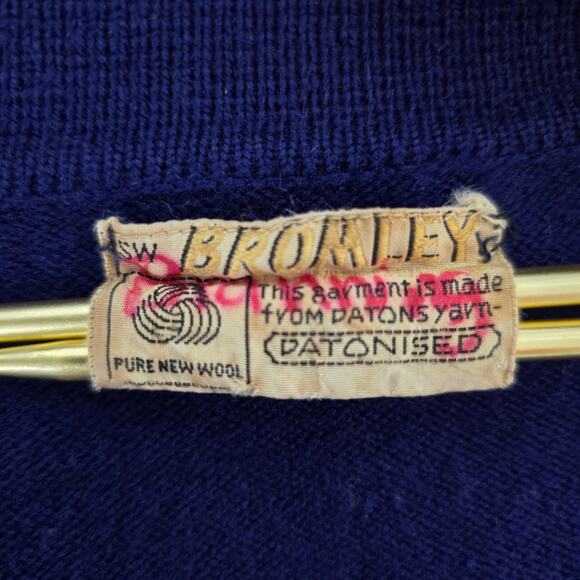 SW BROMLEY
This garment is made
from PATONS yarn-
PATONISED
PURE NEW WOOL